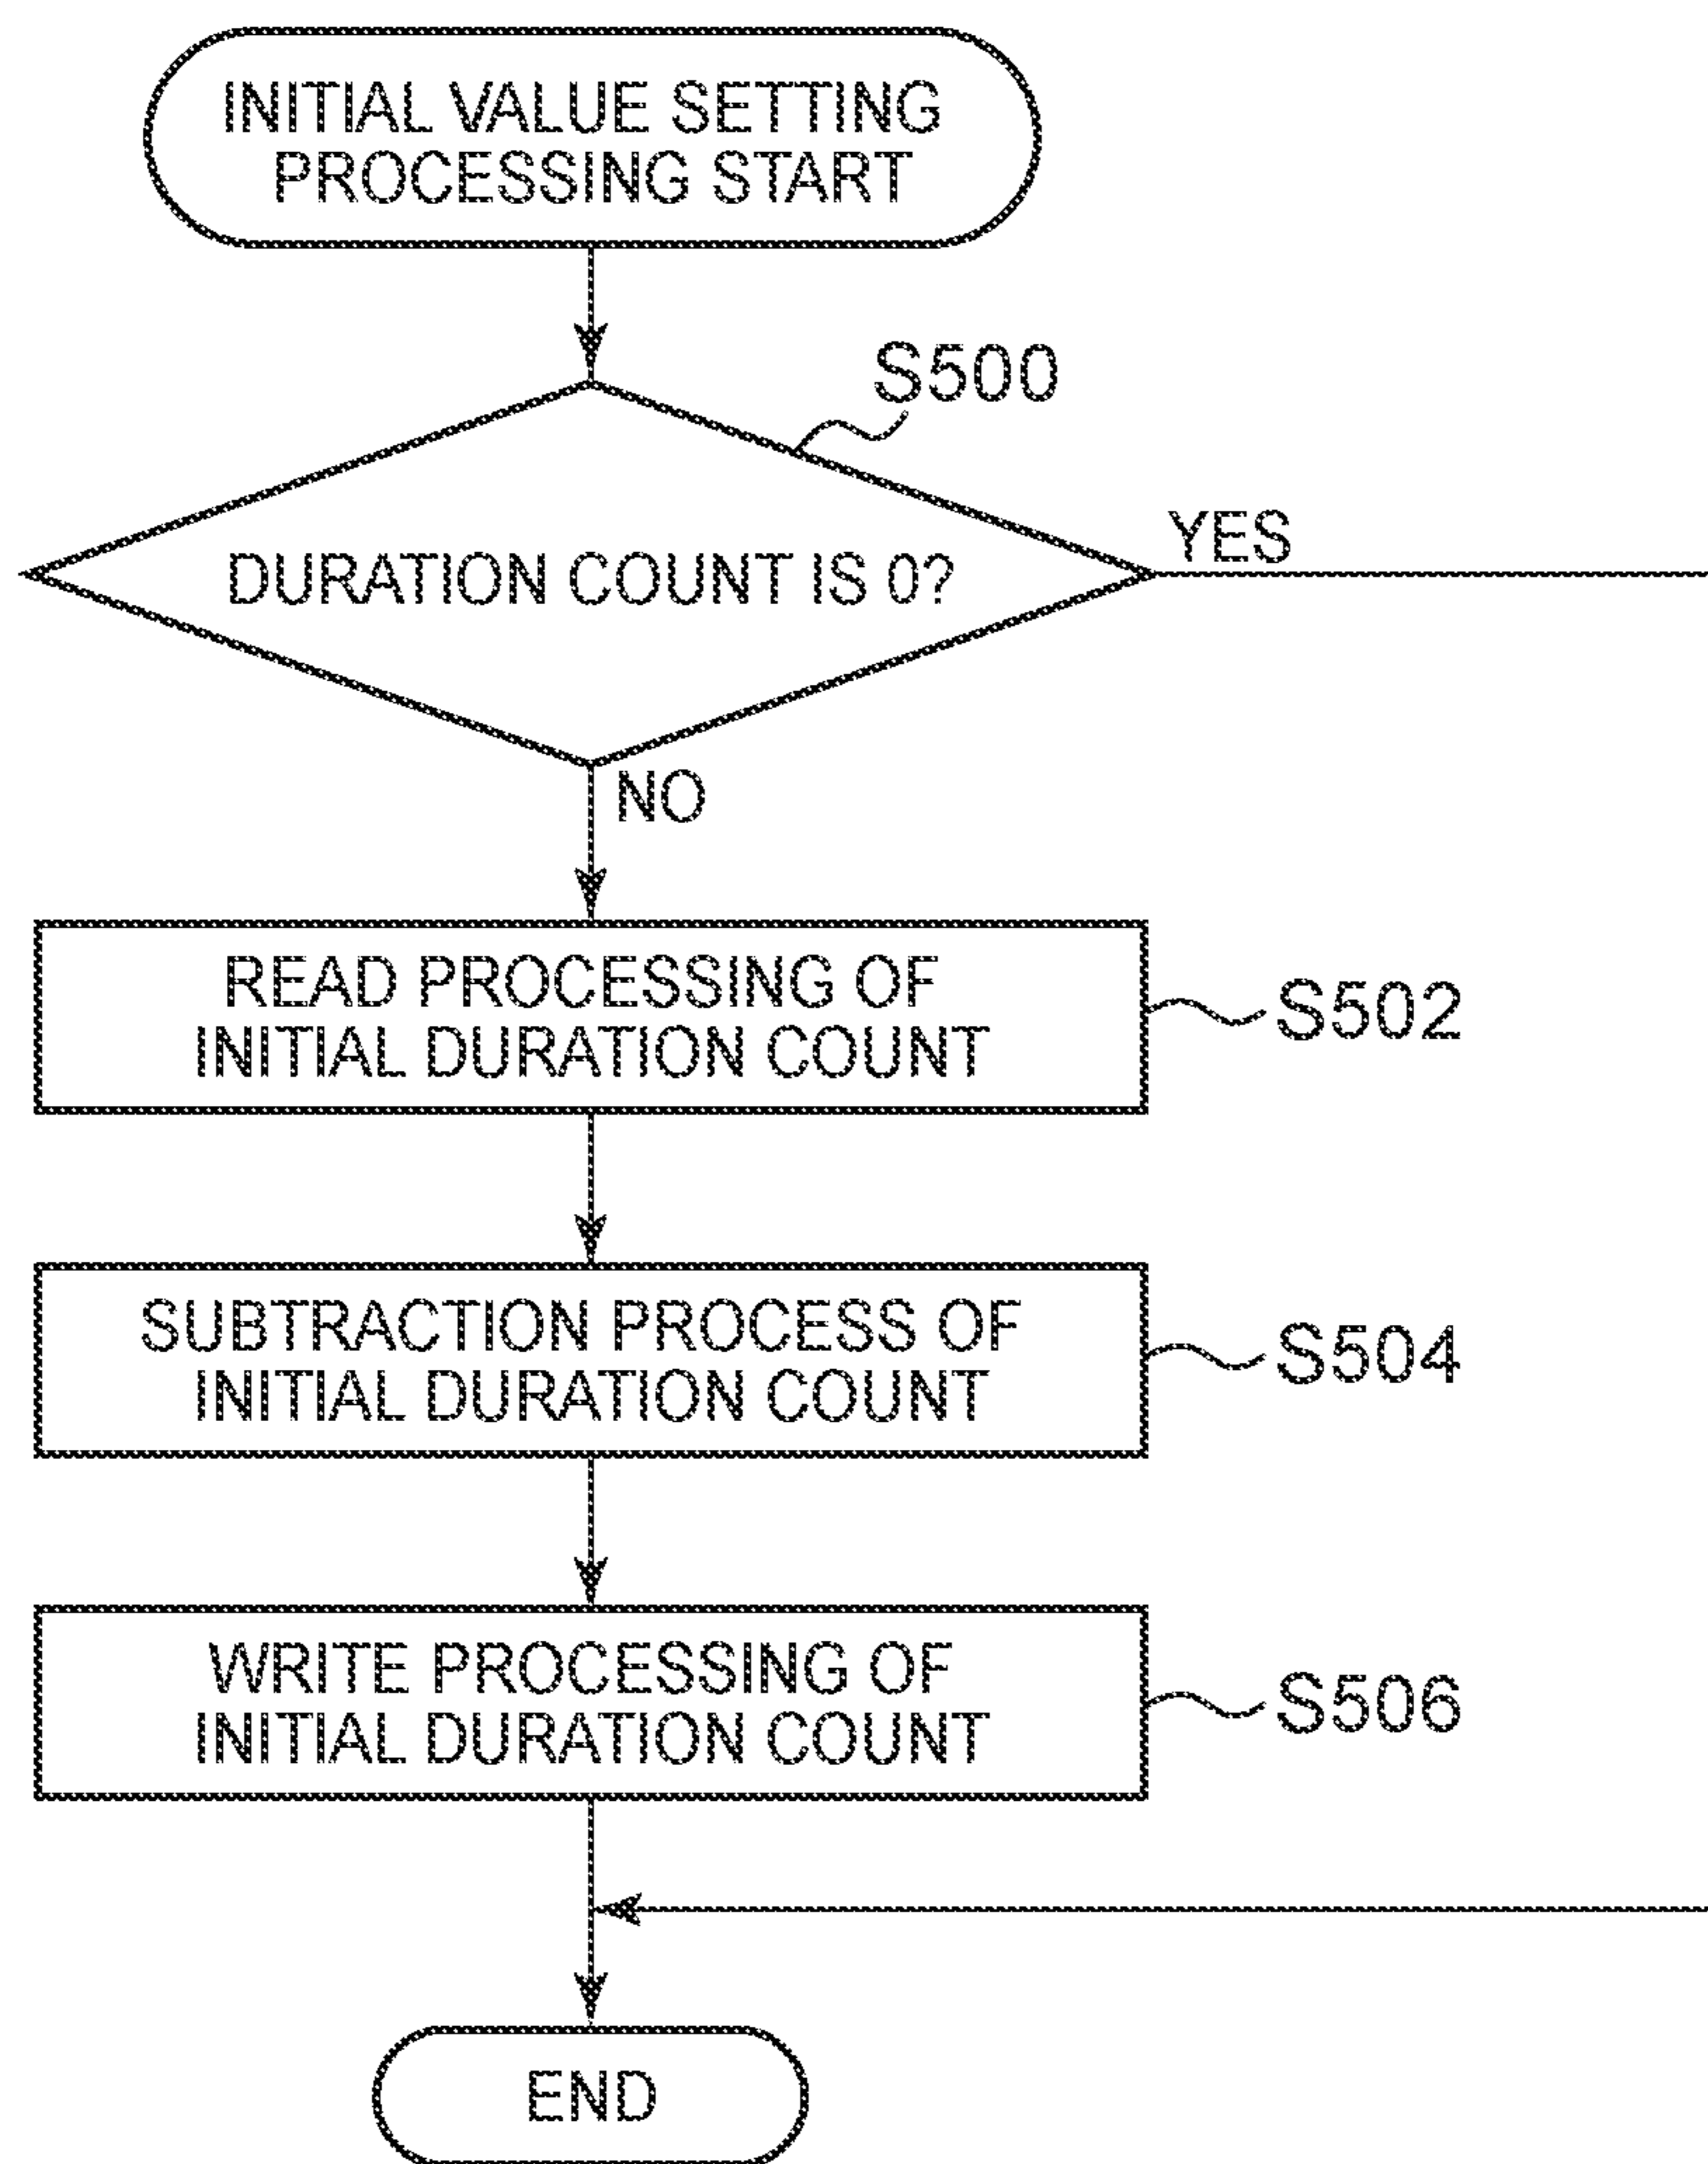 INITIAL VALUE SETTING
PROCESSING START
S500
DURATION COUNT IS 0?
YES
NO
READ PROCESSING OF
INITIAL DURATION COUNT
S502
SUBTRACTION PROCESS OF
INITIAL DURATION COUNT
S504
WRITE PROCESSING OF
INITIAL DURATION COUNT
S506
END